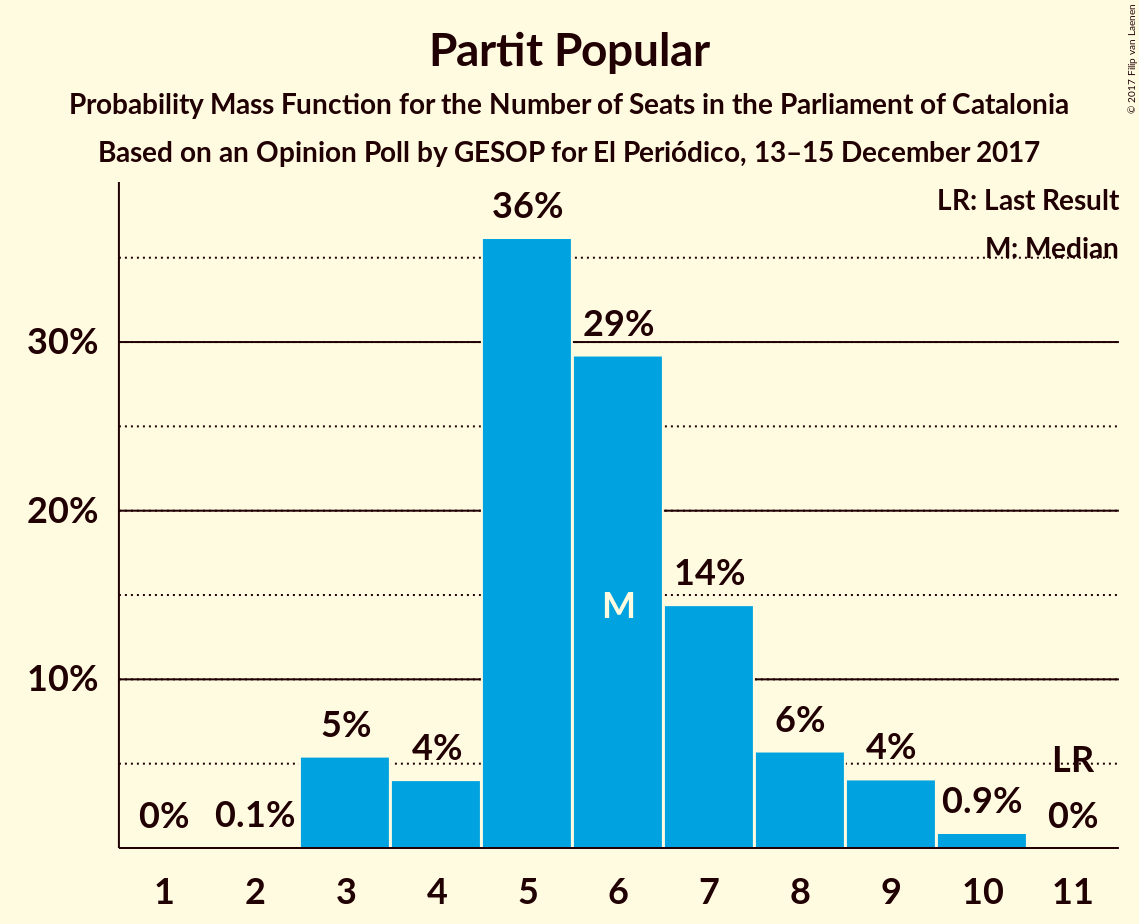 Partit Popular
Probability Mass Function for the Number of Seats in the Parliament of Catalonia
Based on an Opinion Poll by GESOP for El Periódico, 13–15 December 2017
© 2017 Filip van Laenen
LR: Last Result
M: Median
36%
29%
30%
M
14%
20%
10%
5%
4%
6%
4%
LR
0%
0.1%
0.9%
0%
1 2 3 4 5 6 7 8 9 10 11